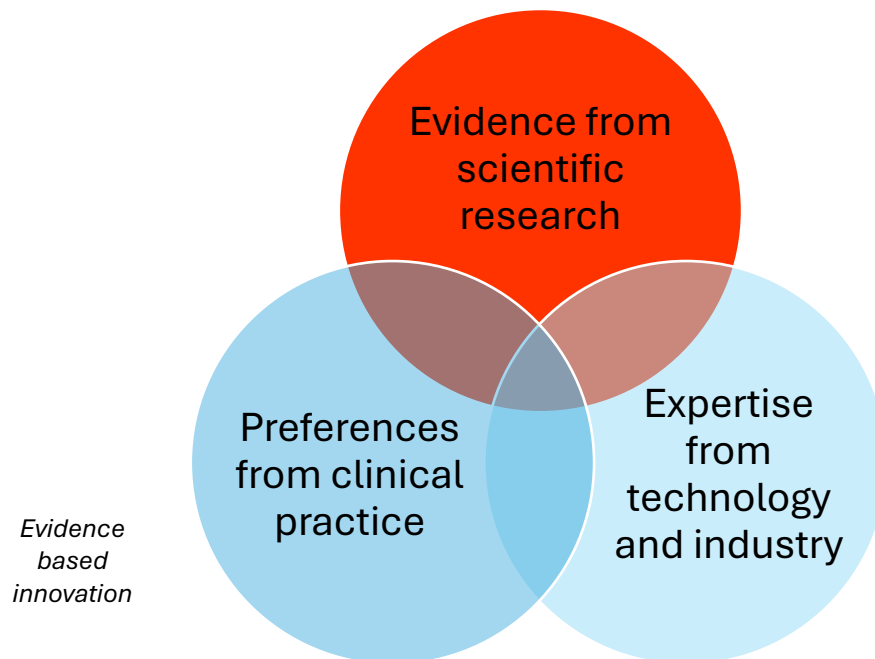 Evidence from
scientific
research
Preferences
from clinical
practice
Expertise
from
technology
and industry
Evidence
based
innovation